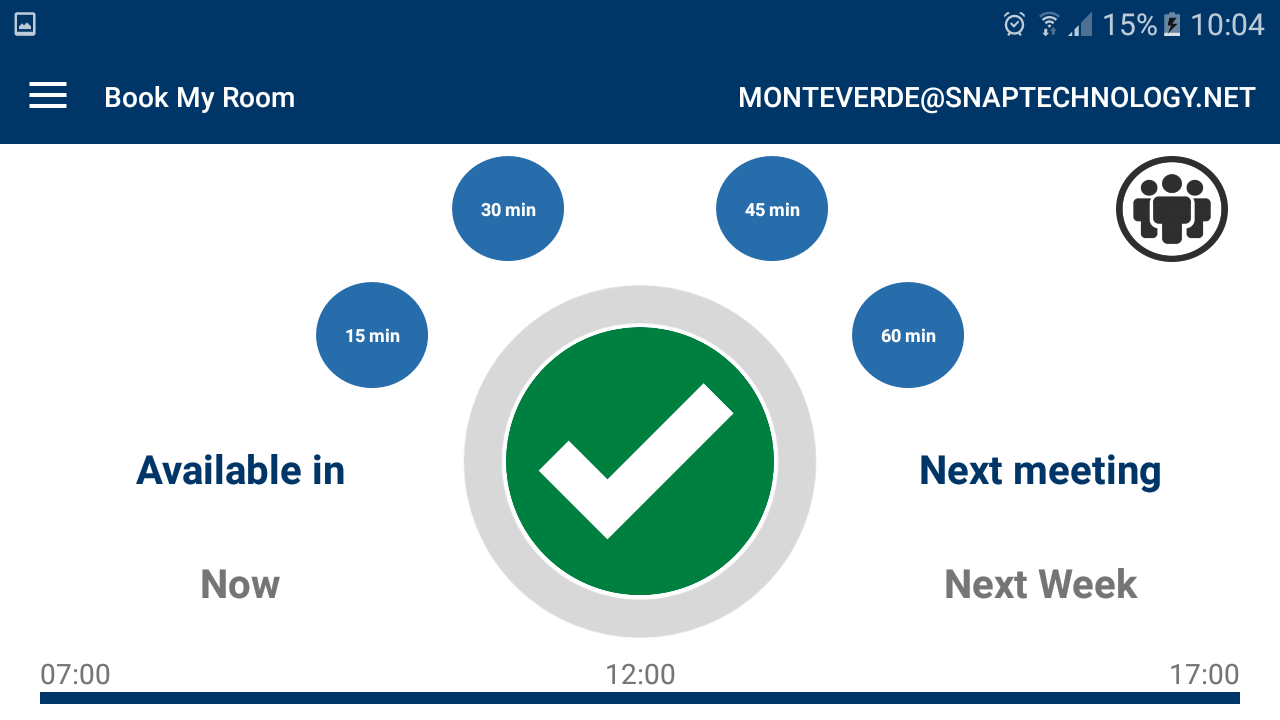 15% 10:04
Book My Room MONTEVERDE@SNAPTECHNOLOGY.NET
30 min 45 min
15 min 60 min
Available in Next meeting
Now Next Week
07:00 12:00 17:00